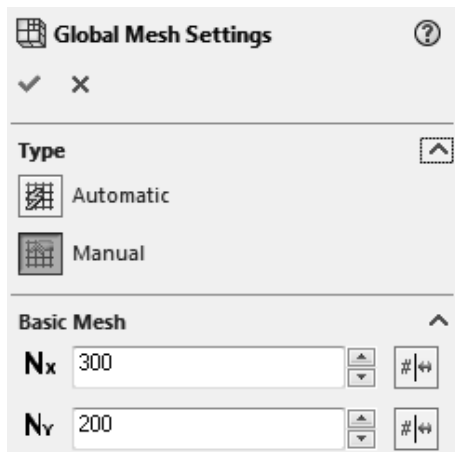 Global Mesh Settings
Type
Automatic
Manual
Basic Mesh
Nx 300
NY 200